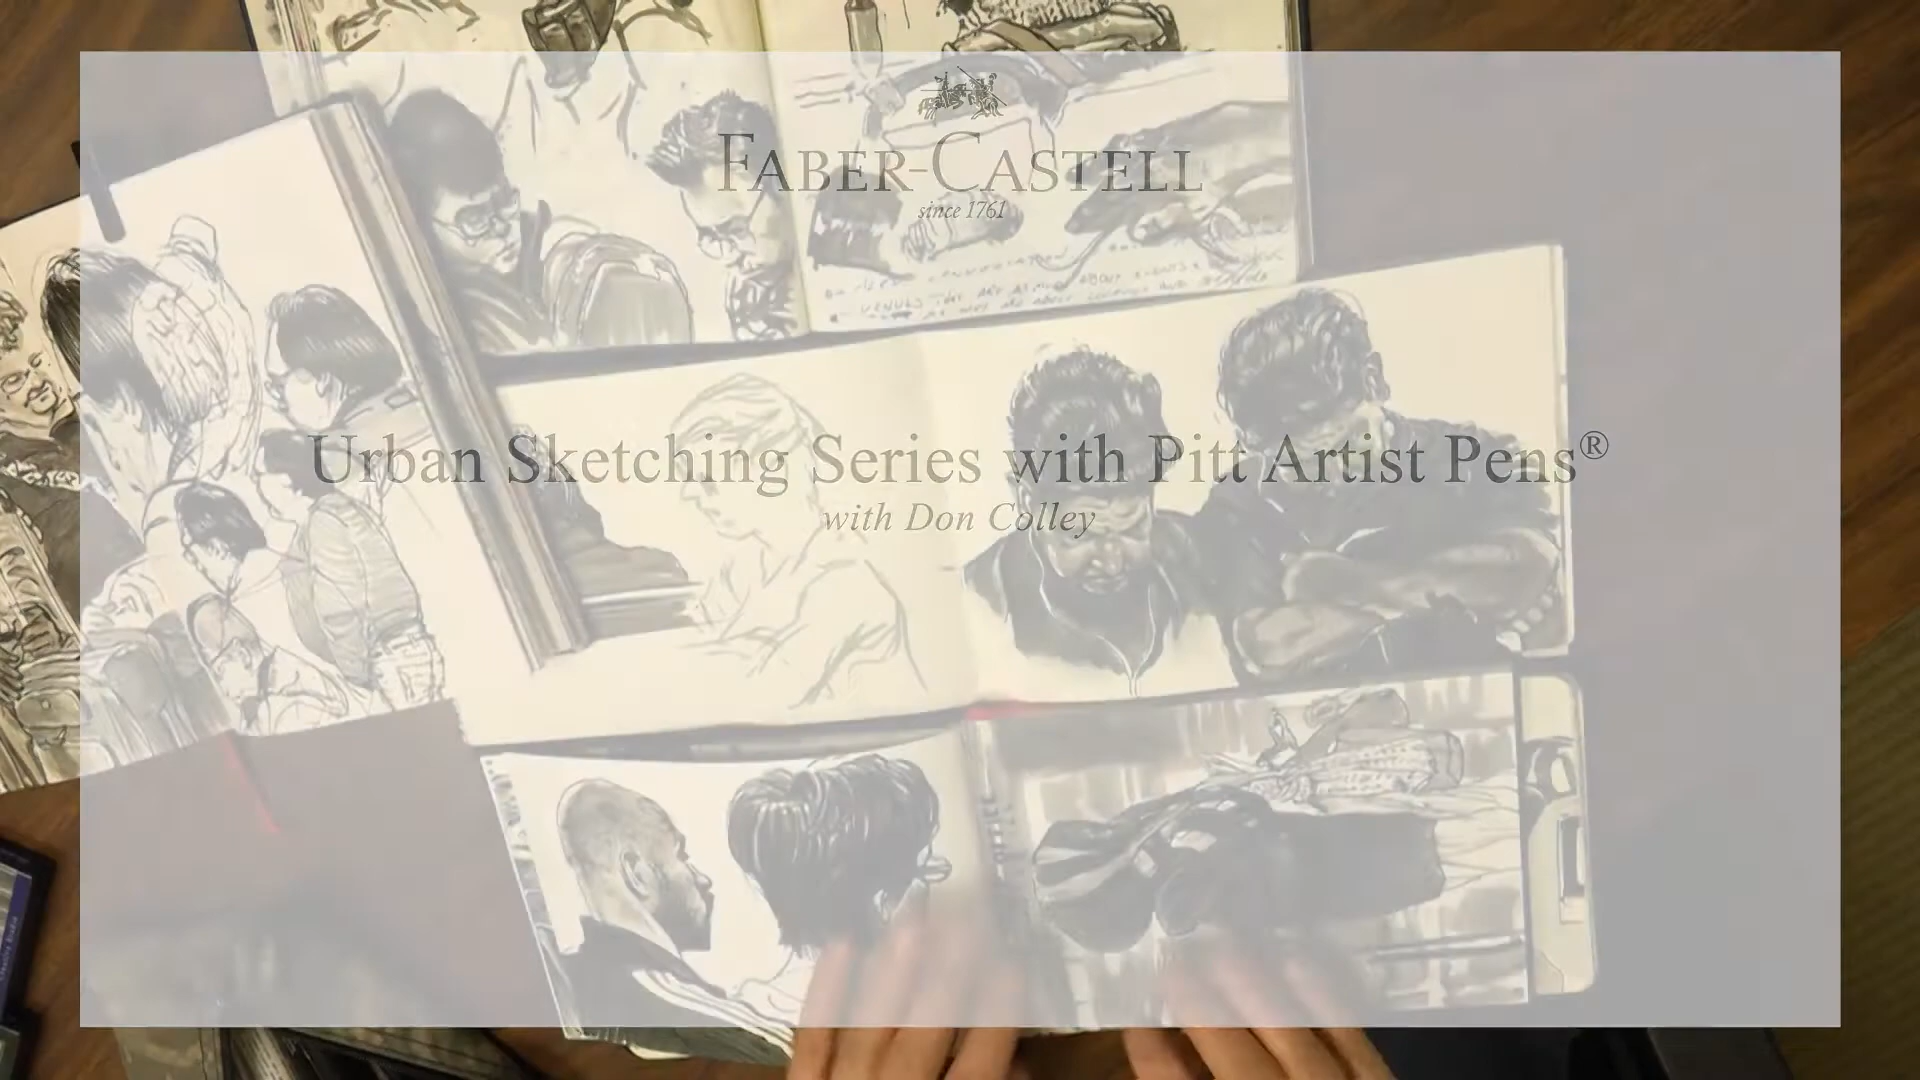 FABER-CASTELL
since 1761
Urban Sketching Series with Pitt Artist Pens®
with Don Colley